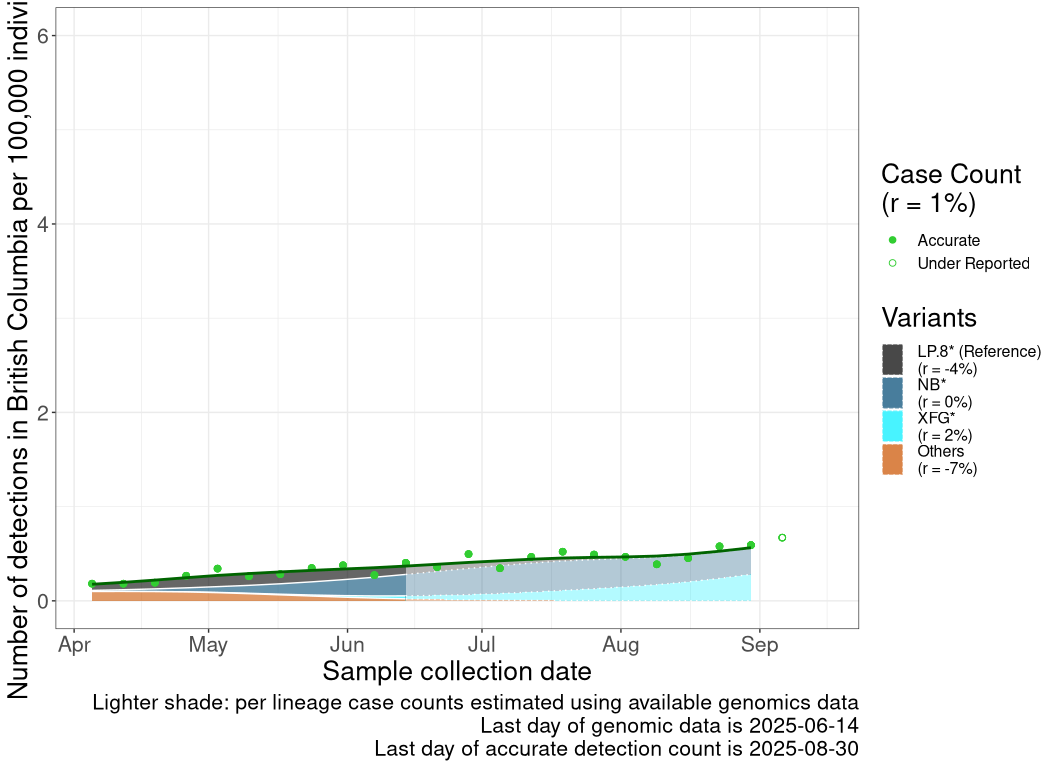 Number of detections in British Columbia per 100,000
6
4
2
0
Apr May Jun Jul Aug Sep
Sample collection date
Lighter shade: per lineage case counts estimated using available genomics data
Last day of genomic data is 2025-06-14
Last day of accurate detection count is 2025-08-30
Case Count
(r = 1%)
Accurate
Under Reported
Variants
LP.8* (Reference)
(r = -4%)
NB*
(r = 0%)
XFG*
(r = 2%)
Others
(r = -7%)